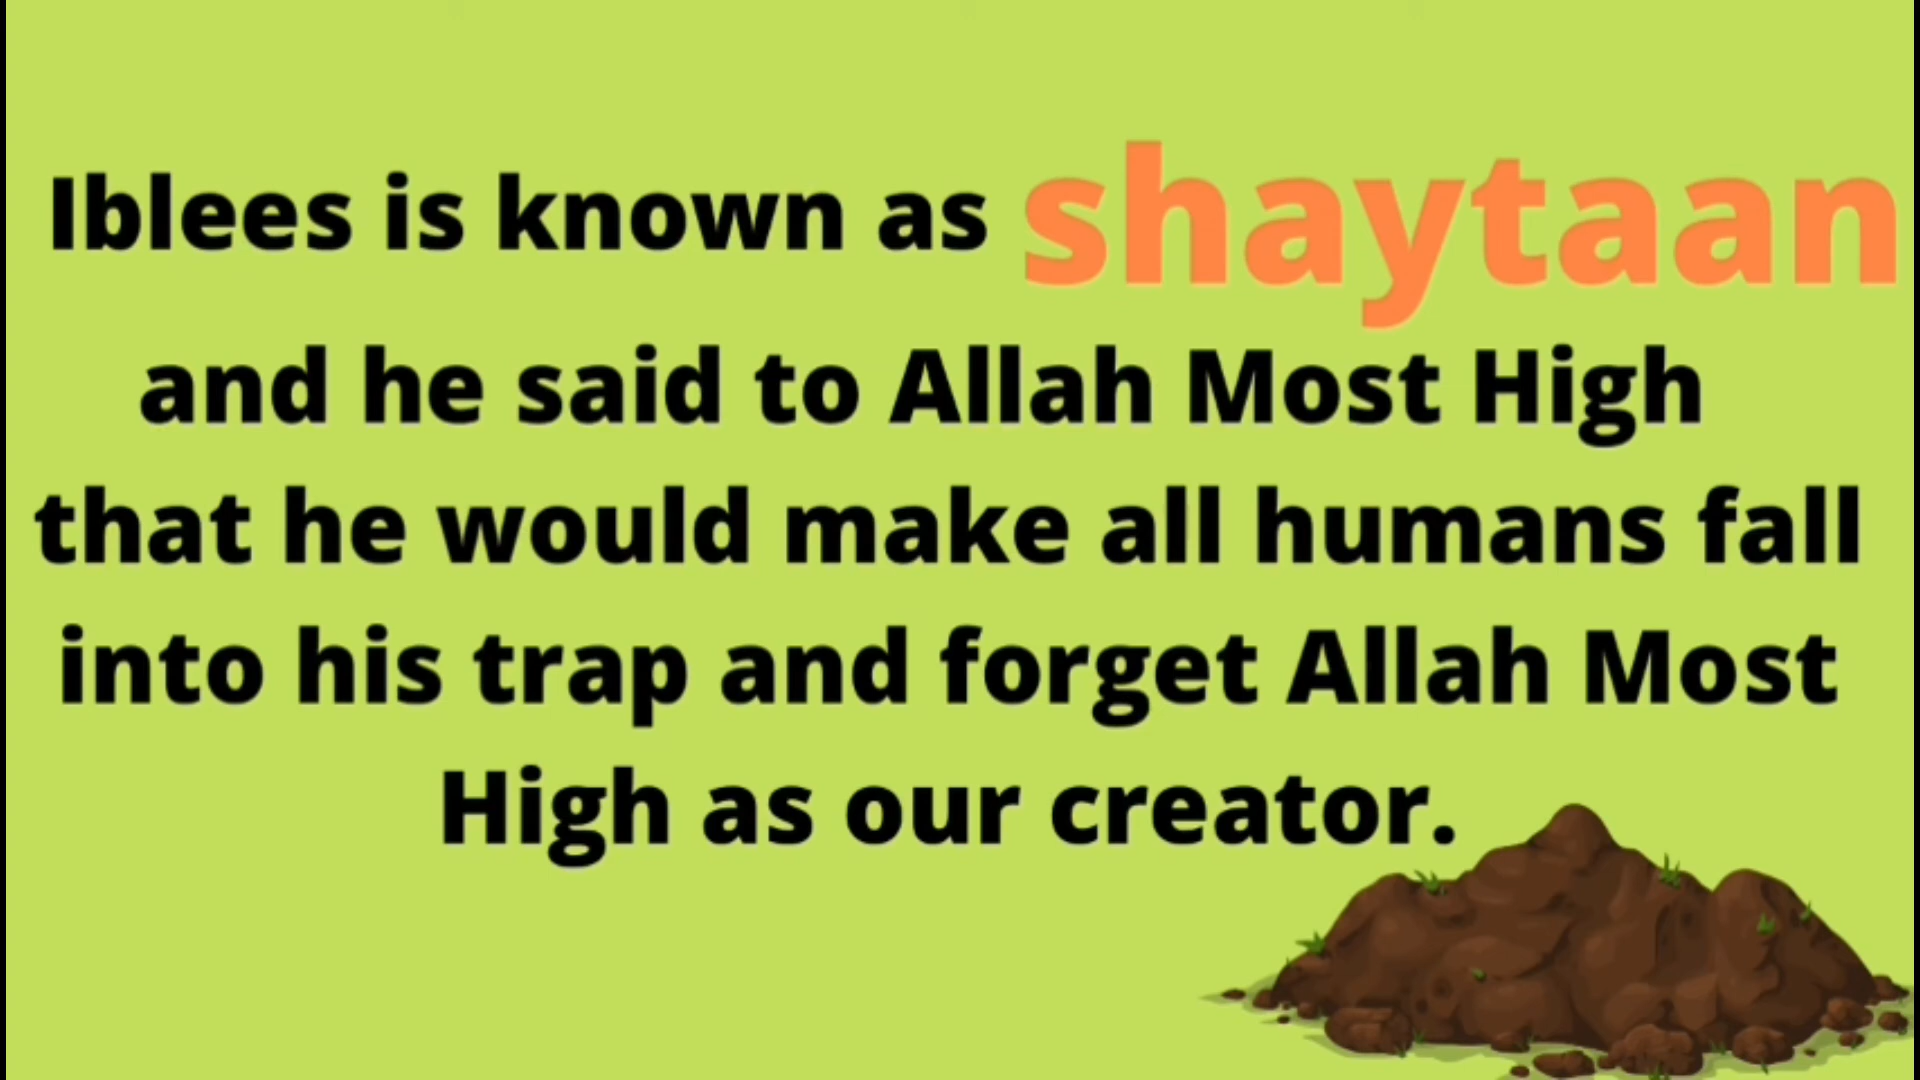 Iblees is known as shaytaan
and he said to Allah Most High
that he would make all humans fall
into his trap and forget Allah Most
High as our creator.